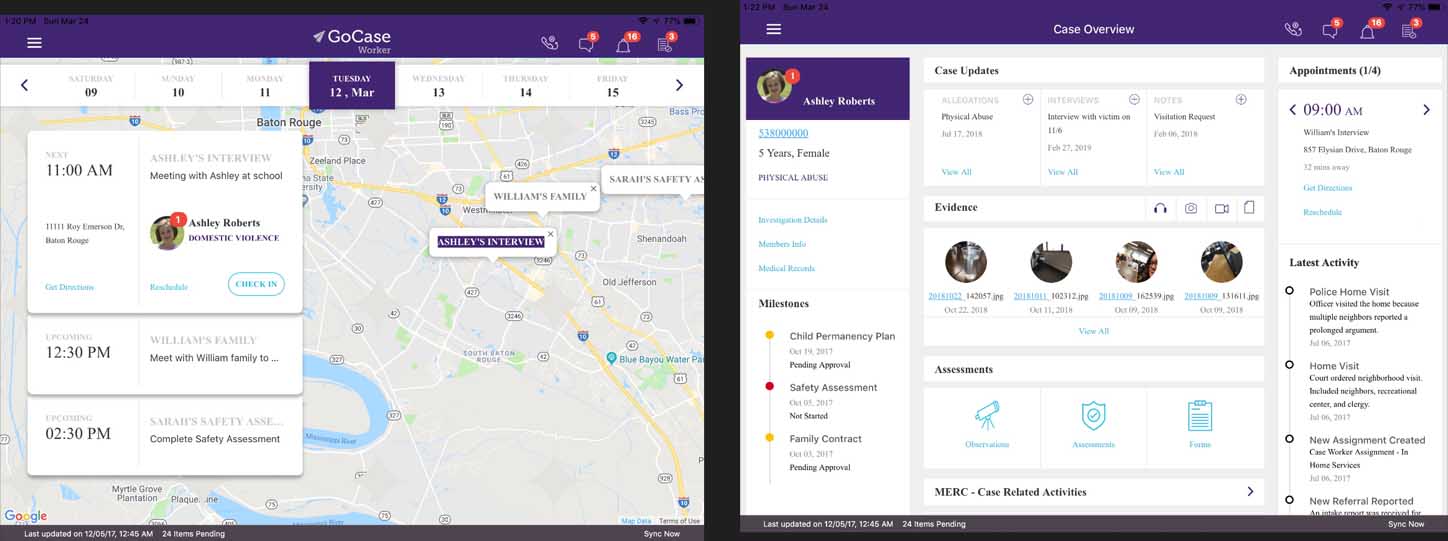 1:20 PM Sun Mar 24
77%
GoCase
Worker
5
16
3
SATURDAY
09
SUNDAY
10
MONDAY
11
TUESDAY
12 , Mar
WEDNESDAY
13
THURSDAY
14
FRIDAY
15
Baton Rouge
Bass Pro
Zeeland Place
NEXT
11:00 AM
ASHLEY'S INTERVIEW
Meeting with Ashley at school
11111 Roy Emerson Dr,
Baton Rouge
1
Ashley Roberts
DOMESTIC VIOLENCE
Get Directions
Reschedule
CHECK IN
UPCOMING
12:30 PM
WILLIAM'S FAMILY
Meet with William family to ...
UPCOMING
02:30 PM
SARAH'S SAFETY ASSE...
Complete Safety Assessment
SARAH'S SAFETY AS
WILLIAM'S FAMILY
ASHLEY'S INTERVIEW
Shenandoah
Old Jefferson
SOUTH BATON
ROUGE
Blue Bayou Water Pa
Mississippi River
Myrtle Grove
Plantation
Google
Map Data
Terms of Use
Last updated on 12/05/17, 12:45 AM 24 Items Pending
Sync Now
1:22 PM Sun Mar 24
77%
Case Overview
5
16
3
1
Ashley Roberts
538000000
5 Years, Female
PHYSICAL ABUSE
Investigation Details
Members Info
Medical Records
Milestones
Child Permanency Plan
Oct 19, 2017
Pending Approval
Safety Assessment
Oct 05, 2017
Not Started
Family Contract
Oct 03, 2017
Pending Approval
Case Updates
ALLEGATIONS
Physical Abuse
Jul 17, 2018
View All
INTERVIEWS
Interview with victim on
11/6
Feb 27, 2019
View All
NOTES
Visitation Request
Feb 06, 2018
View All
Evidence
20181022_142057.jpg
Oct 22, 2018
20181011_102312.jpg
Oct 11, 2018
20181009_162539.jpg
Oct 09, 2018
20181009_131611.jpg
Oct 09, 2018
View All
Assessments
Observations
Assessments
Forms
MERC - Case Related Activities
Appointments (1/4)
09:00 AM
William's Interview
857 Elysian Drive, Baton Rouge
32 mins away
Get Directions
Reschedule
Latest Activity
Police Home Visit
Officer visited the home because
multiple neighbors reported a
prolonged argument.
Jul 06, 2017
Home Visit
Court ordered neighborhood visit.
Included neighbors, recreational
center, and clergy.
Jul 06, 2017
New Assignment Created
Case Worker Assignment - In
Home Services
Jul 06, 2017
New Referral Reported
An intake report was received for
Last updated on 12/05/17, 12:45 AM 24 Items Pending
Sync Now